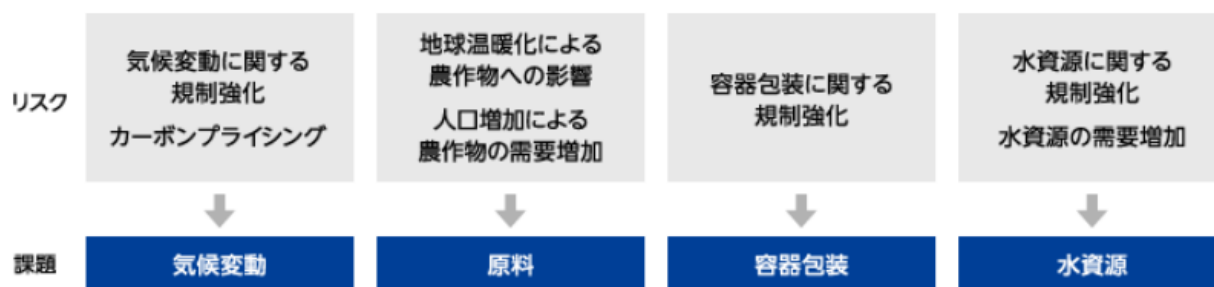 リスク
気候変動に関する
規制強化
カーボンプライシング
地球温暖化による
農作物への影響
人口増加による
農作物の需要増加
容器包装に関する
規制強化
水資源に関する
規制強化
水資源の需要増加
課題
気候変動
原料
容器包装
水資源